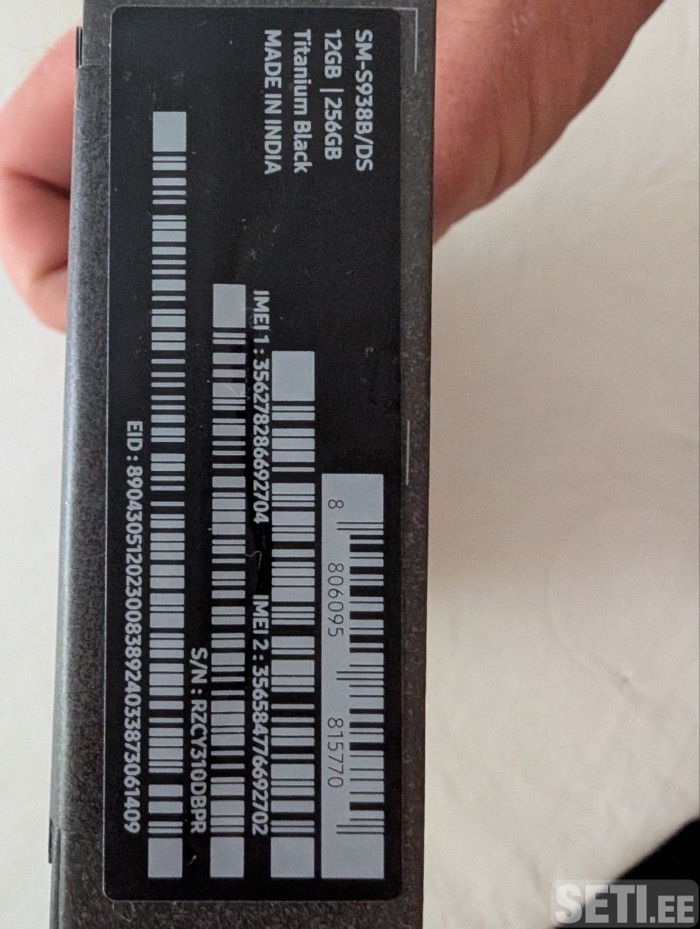 SM-S938B/DS
12GB | 256GB
Titanium Black
MADE IN INDIA
8 806095 815770
IMEI 1 : 356278286692704 IMEI 2 : 356584776692702
S/N : RZCY310DBPR
EID : 89043051202300838924033873061409
SETI.EE